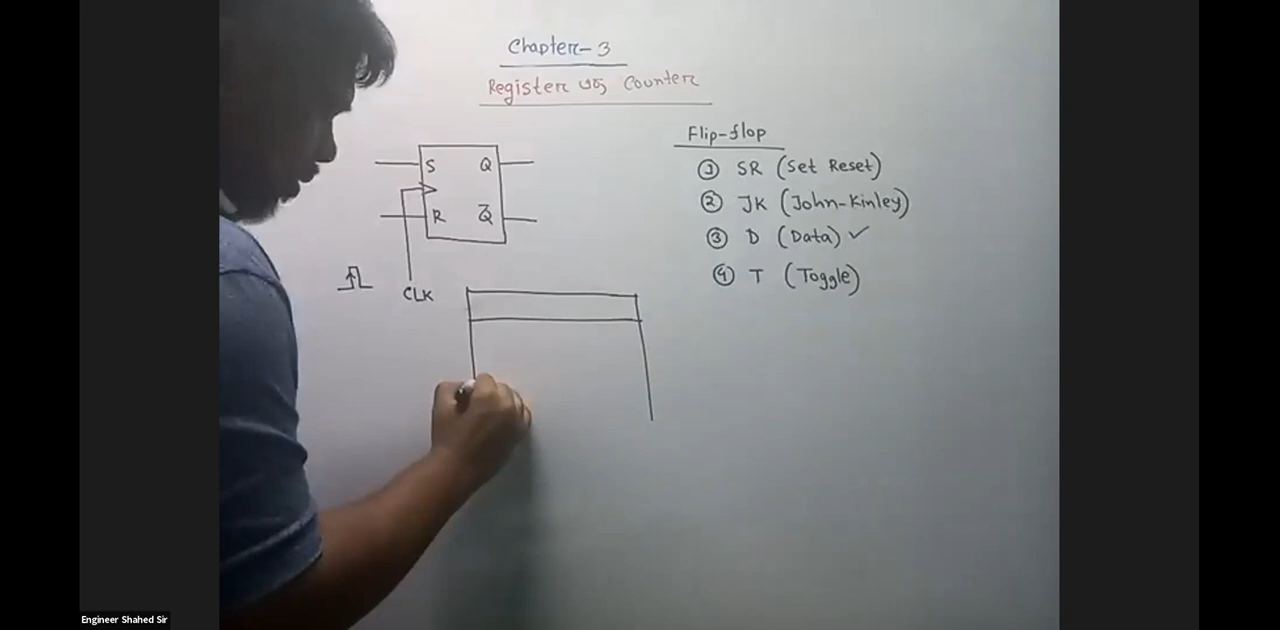 Chapter-3
Register এবং Counter
Flip-flop
① SR (Set Reset)
② JK (John-Kinley)
③ D (Data) ✓
④ T (Toggle)
S Q
R Q̅
CLK
Engineer Shahed Sir